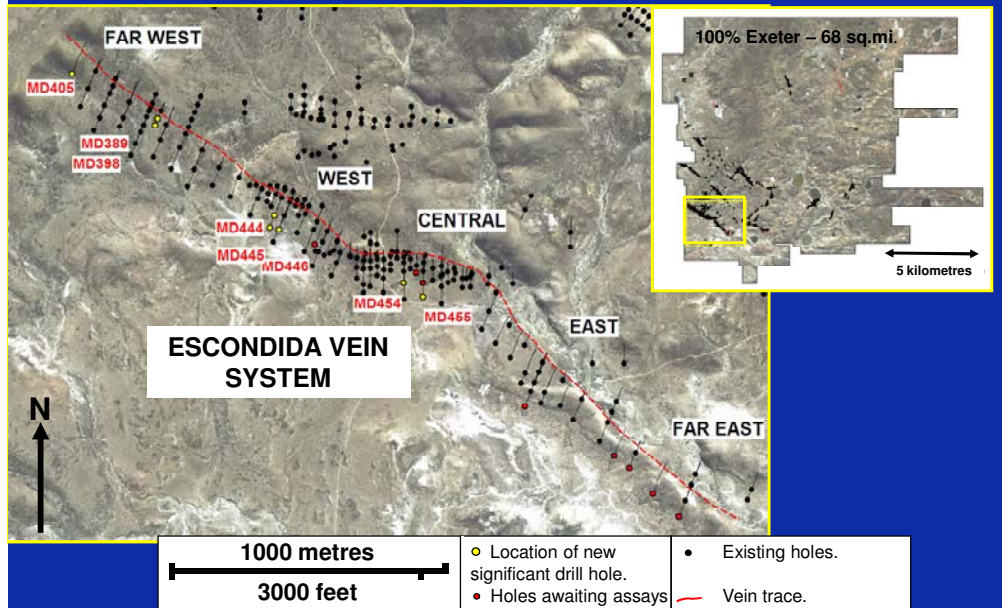 FAR WEST
100% Exeter – 68 sq.mi.
MD405
MD389
MD398
WEST
CENTRAL
MD444
MD445
MD446
5 kilometres
MD454
MD455
EAST
ESCONDIDA VEIN
SYSTEM
N
FAR EAST
1000 metres
3000 feet
Location of new
significant drill hole.
Holes awaiting assays
Existing holes.
Vein trace.